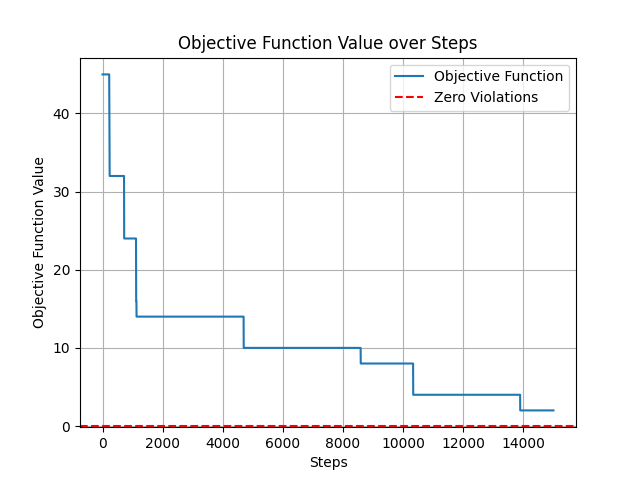 Objective Function Value over Steps
Objective Function
Zero Violations
Objective Function Value
40
30
20
10
0
0 2000 4000 6000 8000 10000 12000 14000
Steps